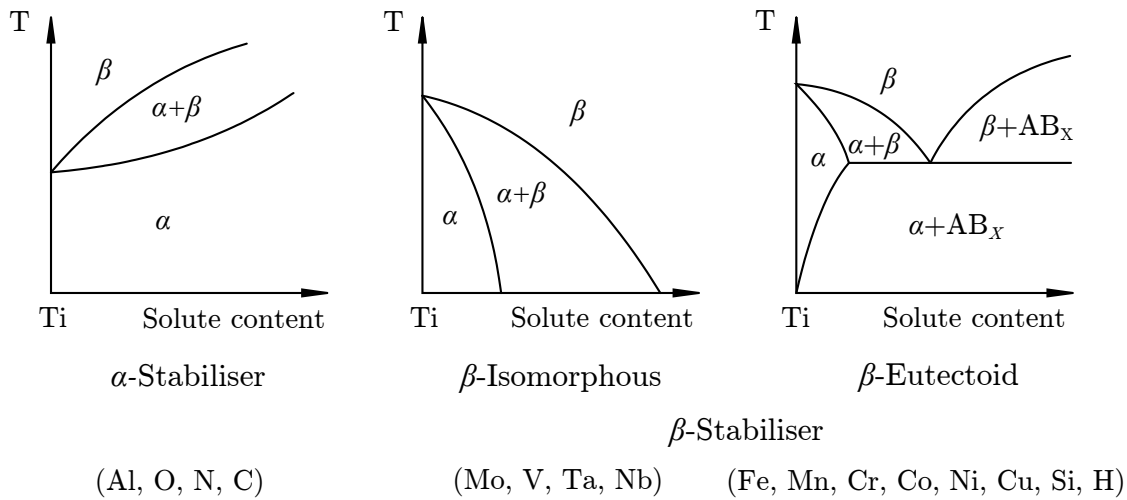 T
β
α+β
α
Ti
Solute content
α-Stabiliser
(Al, O, N, C)
T
β
α+β
α
Ti
Solute content
β-Isomorphous
(Mo, V, Ta, Nb)
T
β
β+AB_X
α+β
α
α+AB_X
Ti
Solute content
β-Eutectoid
β-Stabiliser
(Fe, Mn, Cr, Co, Ni, Cu, Si, H)